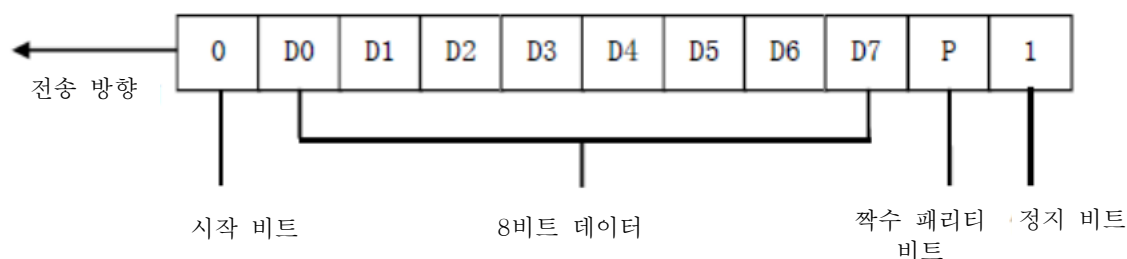 0 D0 D1 D2 D3 D4 D5 D6 D7 P 1
전송 방향
시작 비트
8비트 데이터
짝수 패리티
비트
정지 비트